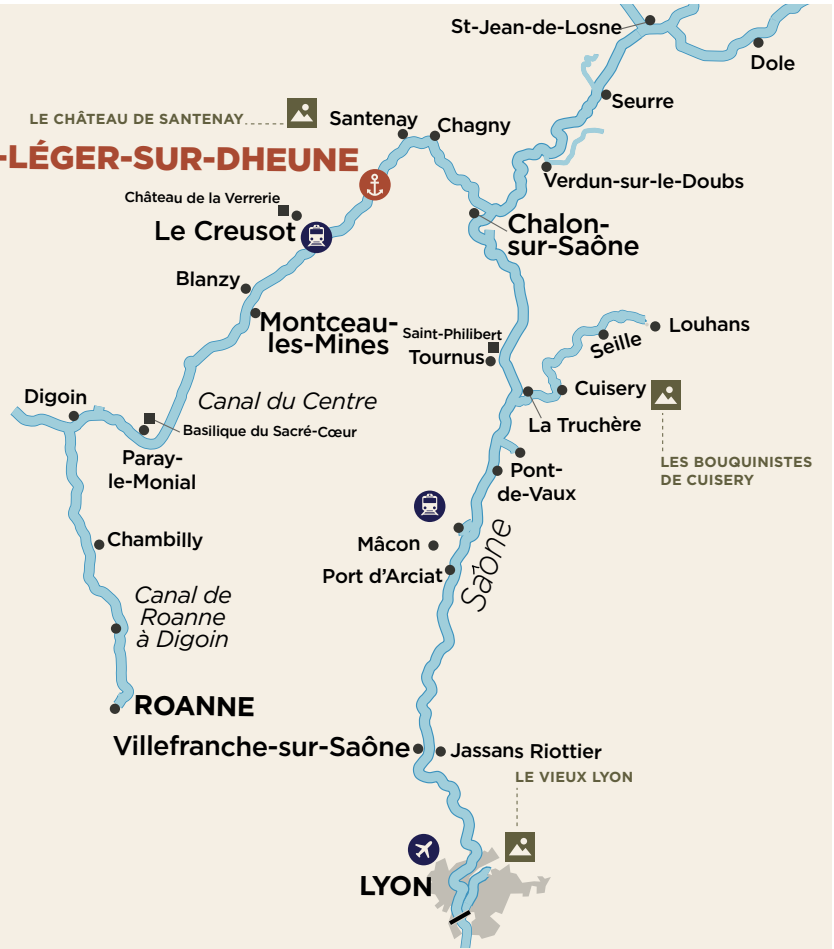 St-Jean-de-Losne
Dole
Seurre
LE CHÂTEAU DE SANTENAY
Santenay
Chagny
-LÉGER-SUR-DHEUNE
Verdun-sur-le-Doubs
Château de la Verrerie
Le Creusot
Chalon-
sur-Saône
Blanzy
Montceau-
les-Mines
Saint-Philibert
Tournus
Seille
Louhans
Digoin
Canal du Centre
Cuisery
La Truchère
Basilique du Sacré-Cœur
Paray-
le-Monial
LES BOUQUINISTES
DE CUISERY
Pont-
de-Vaux
Chambilly
Mâcon
Saône
Port d'Arciat
Canal de
Roanne
à Digoin
ROANNE
Villefranche-sur-Saône
Jassans Riottier
LE VIEUX LYON
LYON